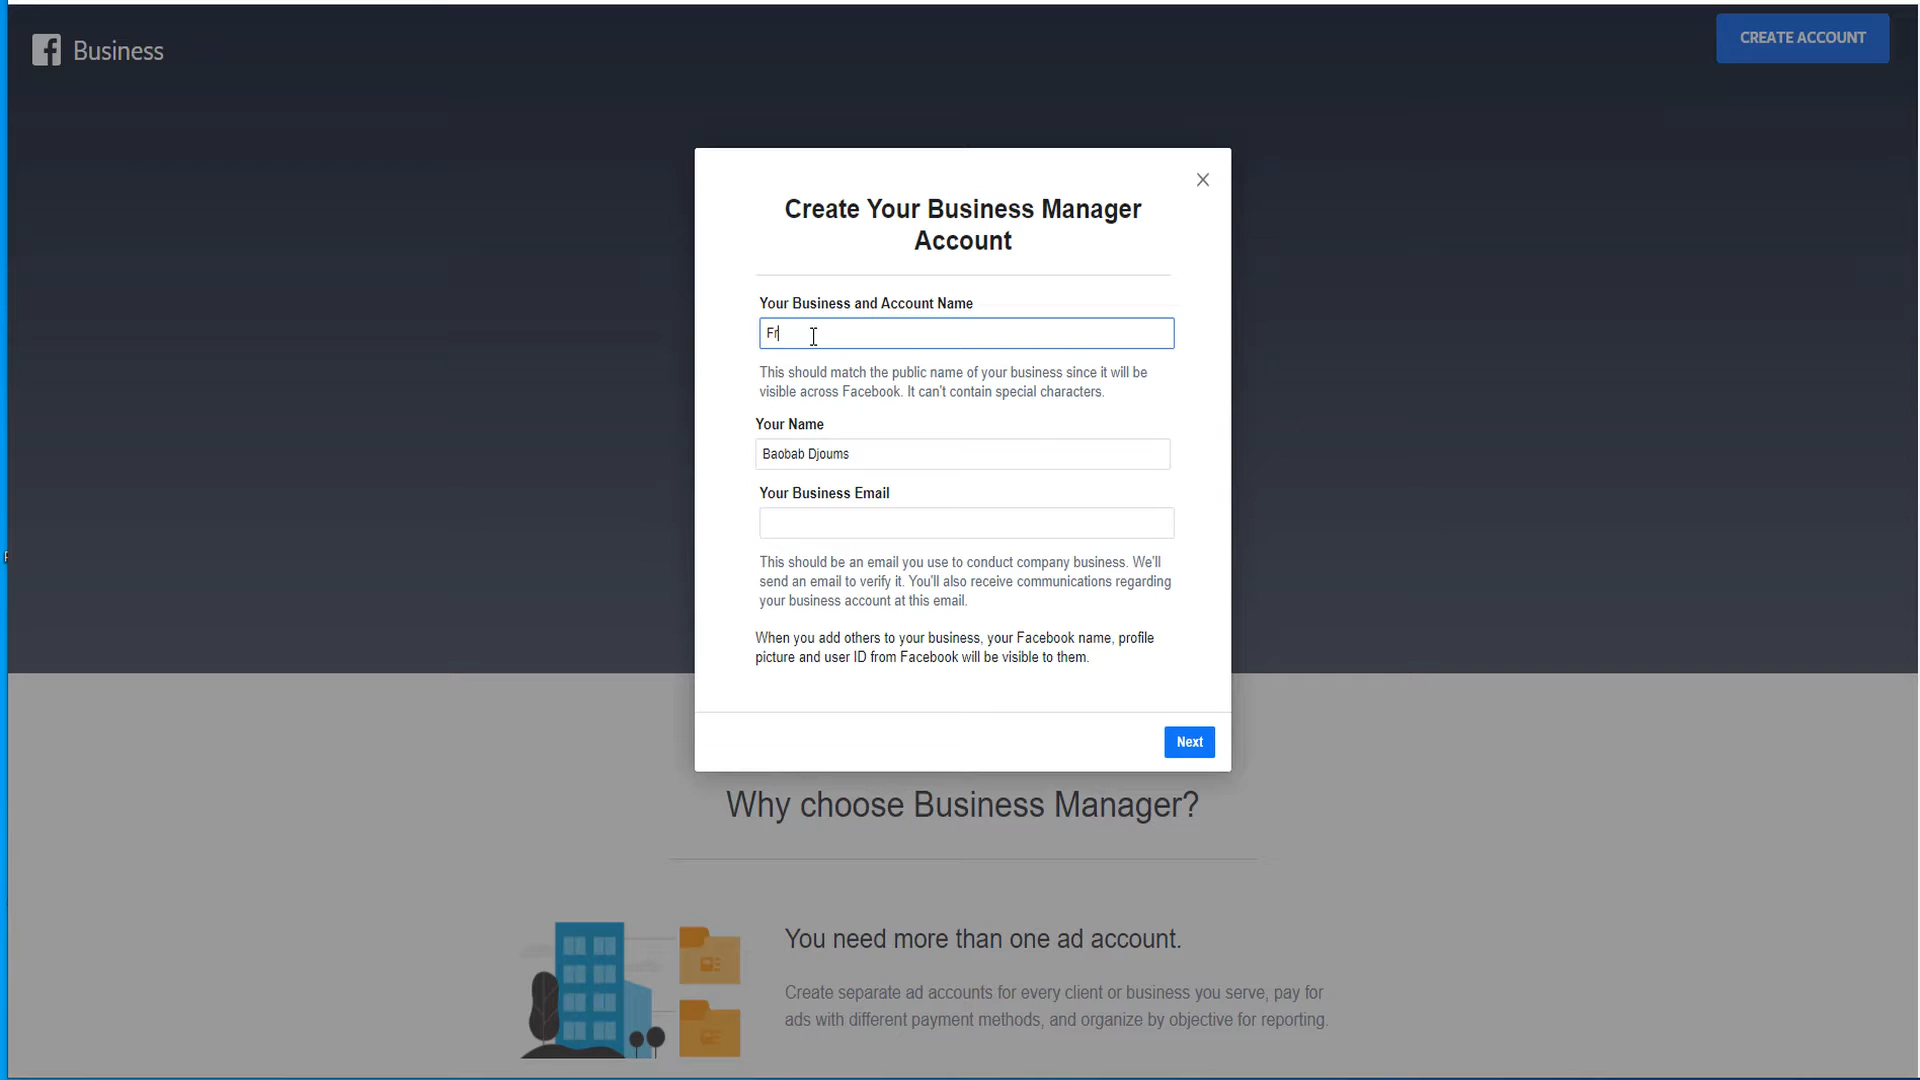 Business
CREATE ACCOUNT
Create Your Business Manager
Account
Your Business and Account Name
Fr
This should match the public name of your business since it will be
visible across Facebook. It can't contain special characters.
Your Name
Baobab Djoums
Your Business Email
This should be an email you use to conduct company business. We'll
send an email to verify it. You'll also receive communications regarding
your business account at this email.
When you add others to your business, your Facebook name, profile
picture and user ID from Facebook will be visible to them.
Next
Why choose Business Manager?
You need more than one ad account.
Create separate ad accounts for every client or business you serve, pay for
ads with different payment methods, and organize by objective for reporting.